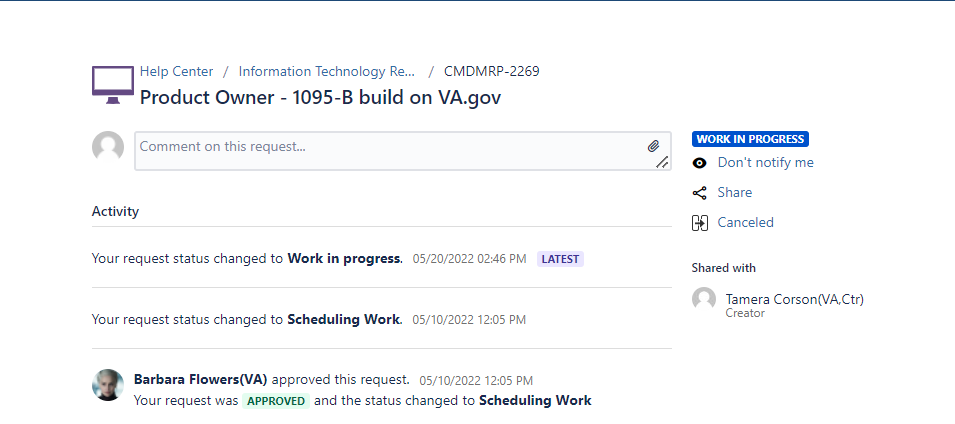 Help Center / Information Technology Re... / CMDMRP-2269
Product Owner - 1095-B build on VA.gov
Comment on this request...
WORK IN PROGRESS
Don't notify me
Share
Canceled
Shared with
Tamera Corson(VA,Ctr)
Creator
Activity
Your request status changed to Work in progress. 05/20/2022 02:46 PM LATEST
Your request status changed to Scheduling Work. 05/10/2022 12:05 PM
Barbara Flowers(VA) approved this request. 05/10/2022 12:05 PM
Your request was APPROVED and the status changed to Scheduling Work